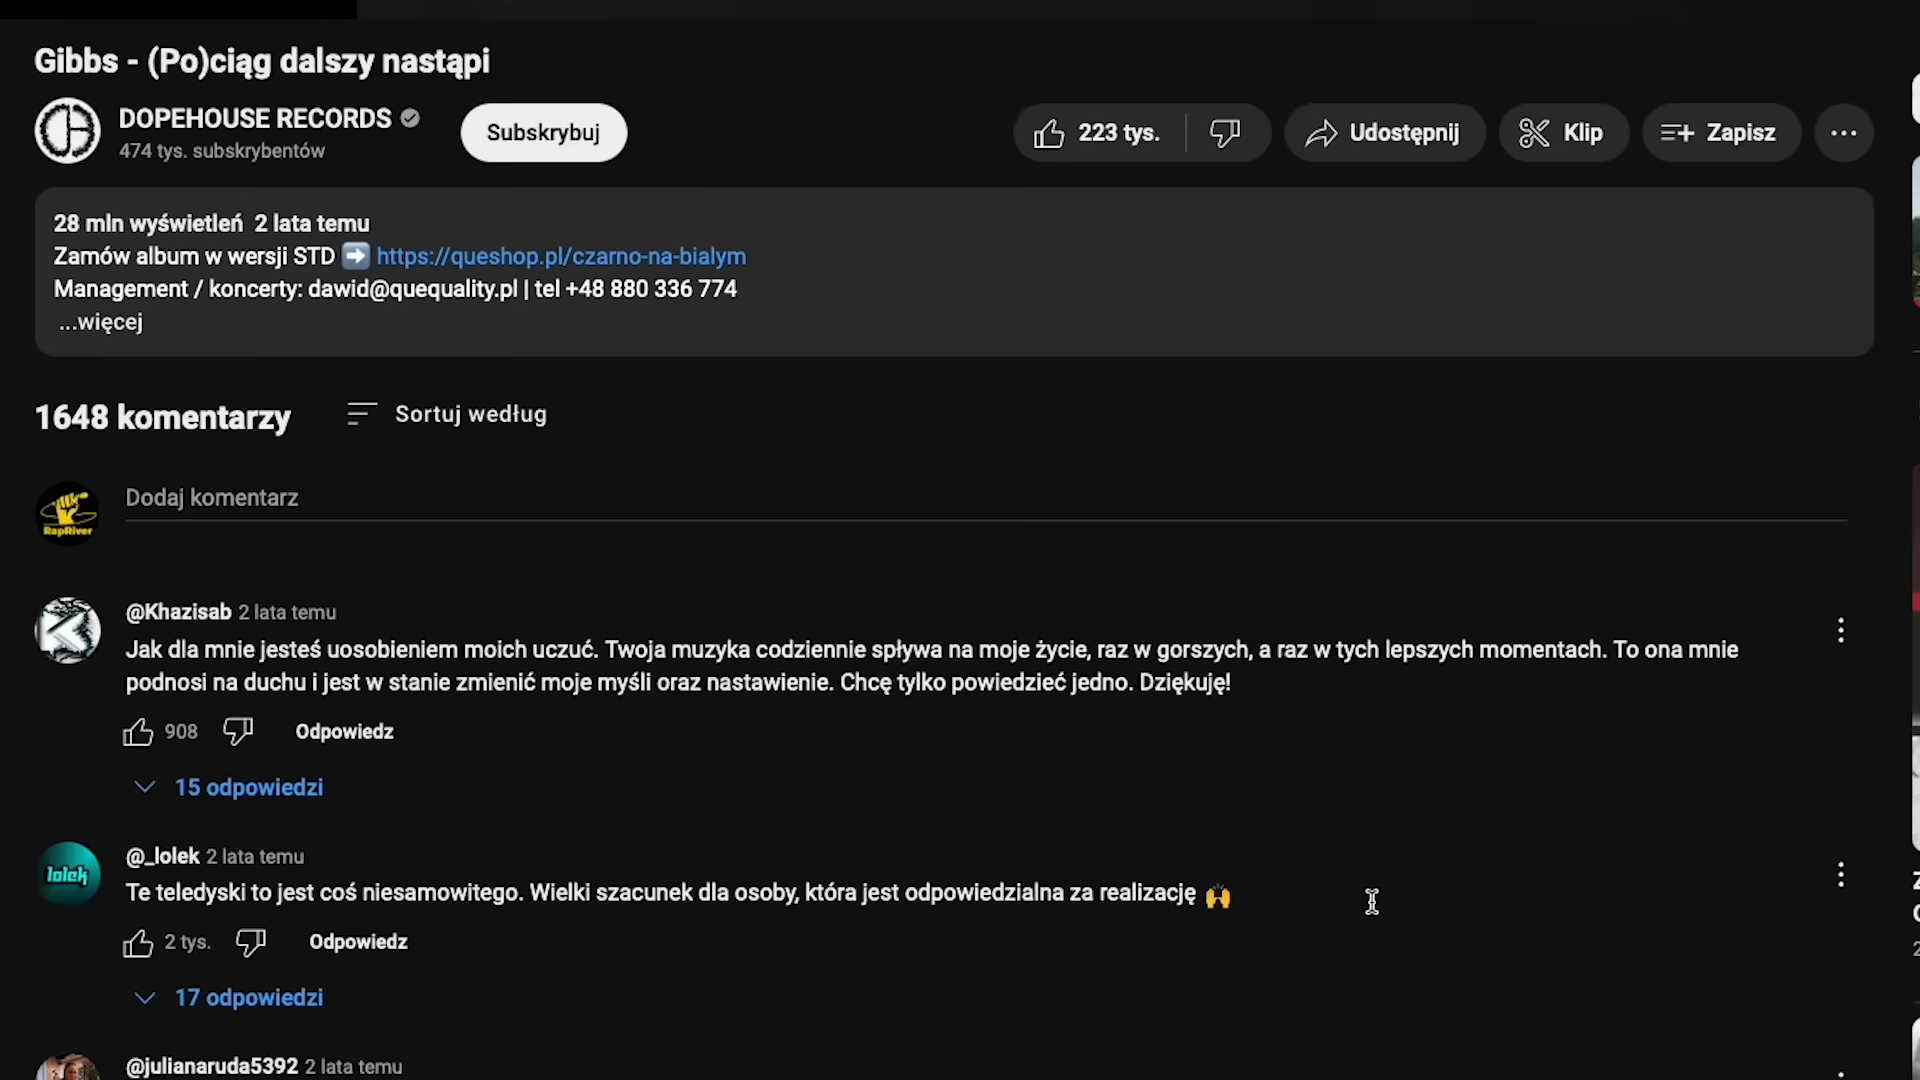 Gibbs - (Po)ciąg dalszy nastąpi
DOPEHOUSE RECORDS
474 tys. subskrybentów
Subskrybuj
223 tys.
Udostępnij
Klip
Zapisz
28 mln wyświetleń 2 lata temu
Zamów album w wersji STD ➡️ https://queshop.pl/czarno-na-bialym
Management / koncerty: dawid@quequality.pl | tel +48 880 336 774
...więcej
1648 komentarzy
Sortuj według
RapRiver
Dodaj komentarz
@Khazisab 2 lata temu
Jak dla mnie jesteś uosobieniem moich uczuć. Twoja muzyka codziennie spływa na moje życie, raz w gorszych, a raz w tych lepszych momentach. To ona mnie
podnosi na duchu i jest w stanie zmienić moje myśli oraz nastawienie. Chcę tylko powiedzieć jedno. Dziękuję!
908
Odpowiedz
15 odpowiedzi
lolek
@_lolek 2 lata temu
Te teledyski to jest coś niesamowitego. Wielki szacunek dla osoby, która jest odpowiedzialna za realizację 🙌
2 tys.
Odpowiedz
17 odpowiedzi
@julianaruda5392 2 lata temu